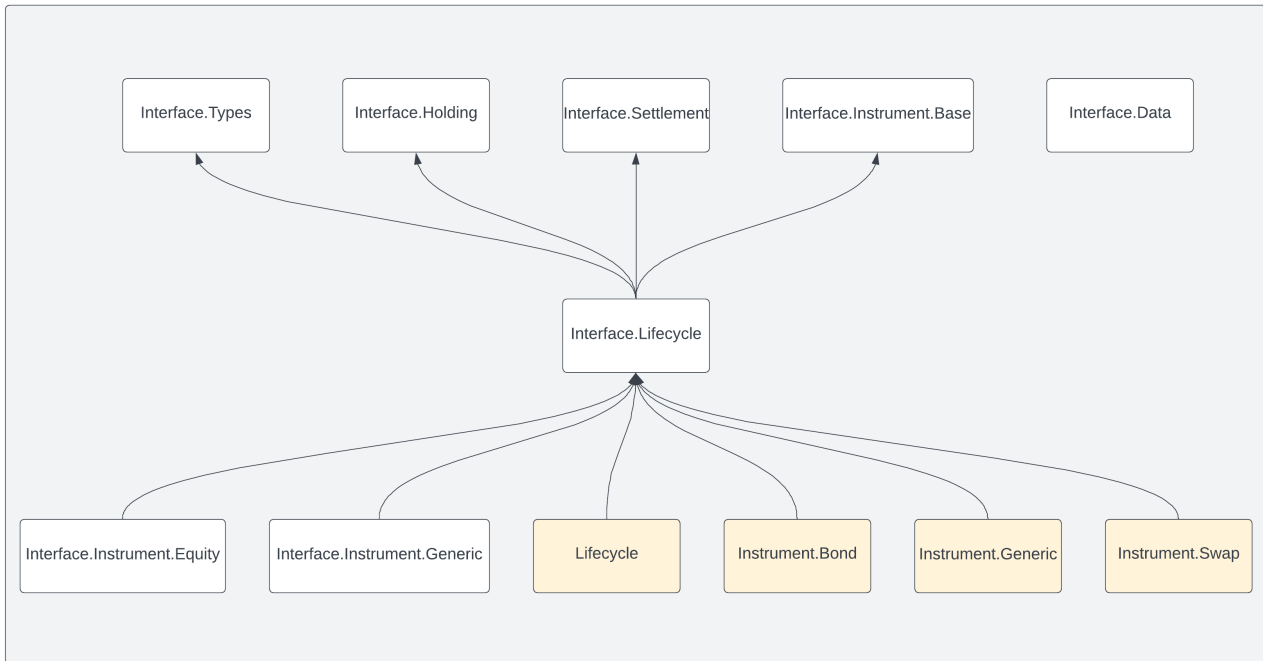 Interface.Types
Interface.Holding
Interface.Settlement
Interface.Instrument.Base
Interface.Data
Interface.Lifecycle
Interface.Instrument.Equity
Interface.Instrument.Generic
Lifecycle
Instrument.Bond
Instrument.Generic
Instrument.Swap